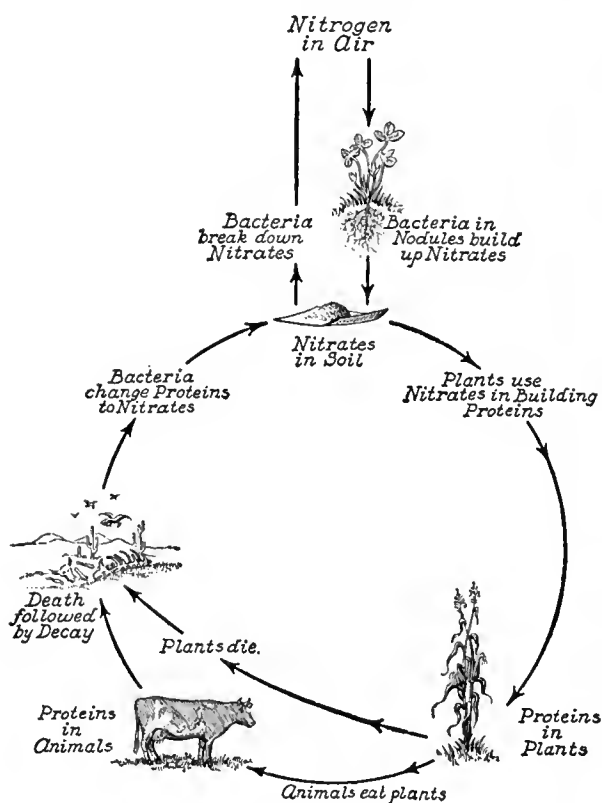 Nitrogen
in Air
Bacteria
break down
Nitrates
Bacteria in
Nodules build
up Nitrates
Nitrates
in Soil
Bacteria
change Proteins
to Nitrates
Plants use
Nitrates in Building
Proteins
Death
followed
by Decay
Plants die.
Proteins
in
Animals
Proteins
in
Plants
Animals eat plants